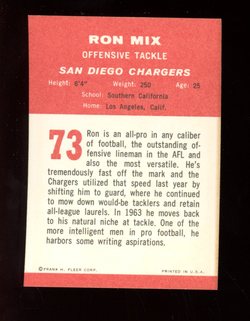 RON MIX
OFFENSIVE TACKLE
SAN DIEGO CHARGERS
Height: 6'4" Weight: 250 Age: 25
School: Southern California
Home: Los Angeles, Calif.
73 Ron is an all-pro in any caliber
of football, the outstanding of-
fensive lineman in the AFL and
also the most versatile. He's
tremendously fast off the mark and the
Chargers utilized that speed last year by
shifting him to guard, where he continued
to mow down would-be tacklers and retain
all-league laurels. In 1963 he moves back
to his natural niche at tackle. One of the
more intelligent men in pro football, he
harbors some writing aspirations.
©FRANK H. FLEER CORP. PRINTED IN U.S.A.